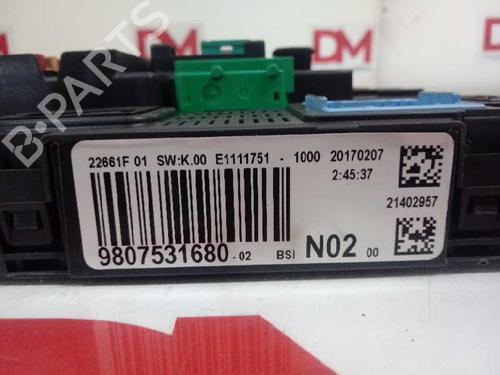 DM
DM
B-PARTS
22661F 01 SW:K.00 E1111751 - 1000 20170207
2:45:37
21402957
9807531680-02 BSI N02 00